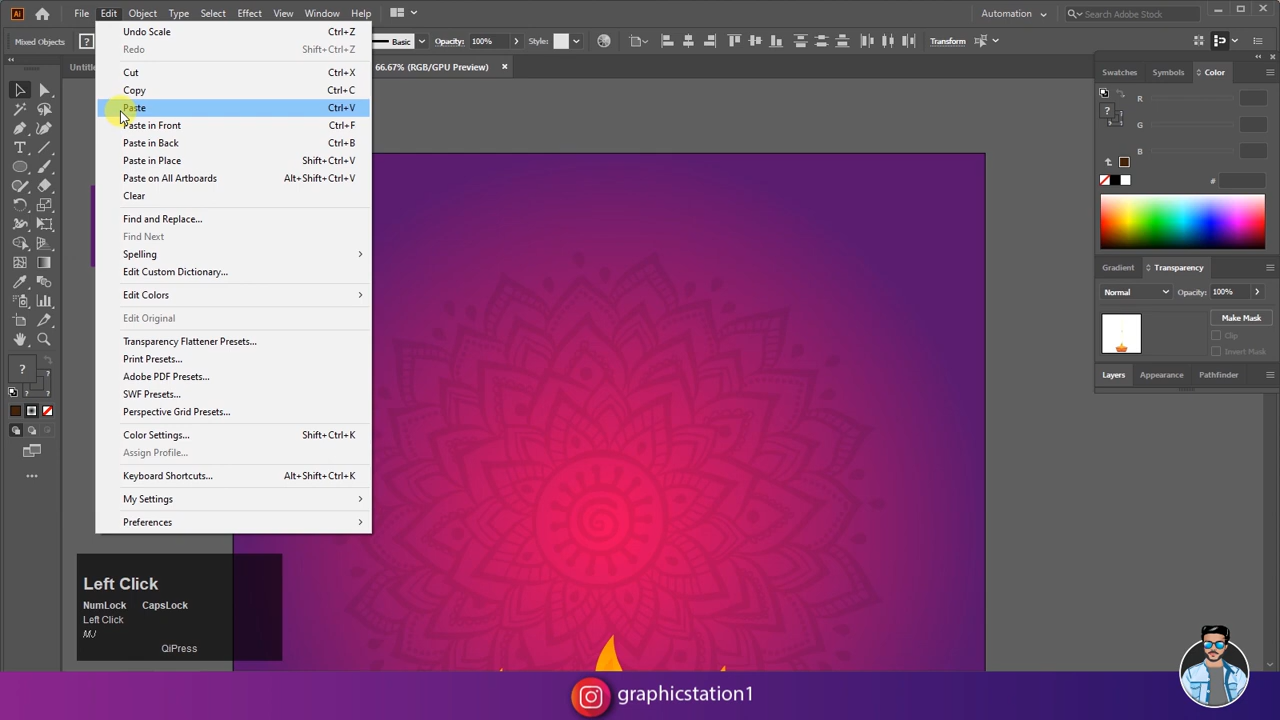 Ai File Edit Object Type Select Effect View Window Help Automation Search Adobe Stock
Mixed Objects ? Basic Opacity: 100% Style: Transform
66.67% (RGB/GPU Preview) ×
Undo Scale Ctrl+Z
Redo Shift+Ctrl+Z
Cut Ctrl+X
Copy Ctrl+C
Paste Ctrl+V
Paste in Front Ctrl+F
Paste in Back Ctrl+B
Paste in Place Shift+Ctrl+V
Paste on All Artboards Alt+Shift+Ctrl+V
Clear
Find and Replace...
Find Next
Spelling
Edit Custom Dictionary...
Edit Colors
Edit Original
Transparency Flattener Presets...
Print Presets...
Adobe PDF Presets...
SWF Presets...
Perspective Grid Presets...
Color Settings... Shift+Ctrl+K
Assign Profile...
Keyboard Shortcuts... Alt+Shift+Ctrl+K
My Settings
Preferences
Swatches Symbols Color
R
G
B
#
Gradient Transparency
Normal Opacity: 100%
Make Mask
Clip
Invert Mask
Layers Appearance Pathfinder
Left Click
NumLock CapsLock
Left Click
QiPress
graphicstation1